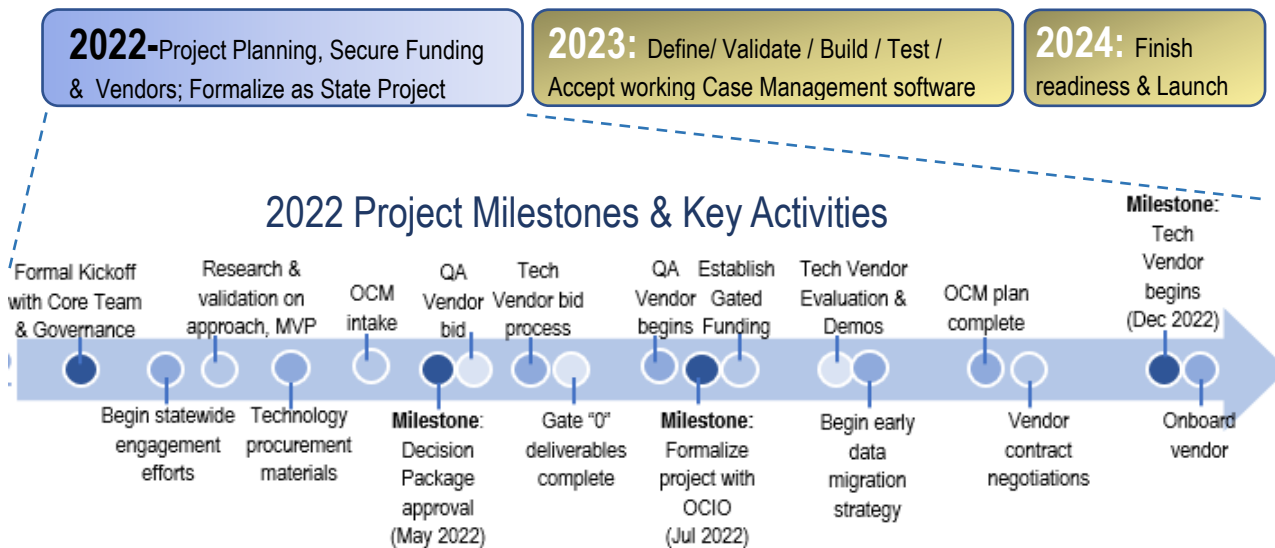 2022-Project Planning, Secure Funding
& Vendors; Formalize as State Project
2023: Define/ Validate / Build / Test /
Accept working Case Management software
2024: Finish
readiness & Launch
2022 Project Milestones & Key Activities
Formal Kickoff
with Core Team
& Governance
Begin statewide
engagement
efforts
Research &
validation on
approach, MVP
Technology
procurement
materials
OCM
intake
Milestone:
Decision
Package
approval
(May 2022)
QA
Vendor
bid
Tech
Vendor bid
process
Gate “0”
deliverables
complete
QA
Vendor
begins
Milestone:
Formalize
project with
OCIO
(Jul 2022)
Establish
Gated
Funding
Tech Vendor
Evaluation &
Demos
Begin early
data
migration
strategy
OCM plan
complete
Vendor
contract
negotiations
Milestone:
Tech
Vendor
begins
(Dec 2022)
Onboard
vendor